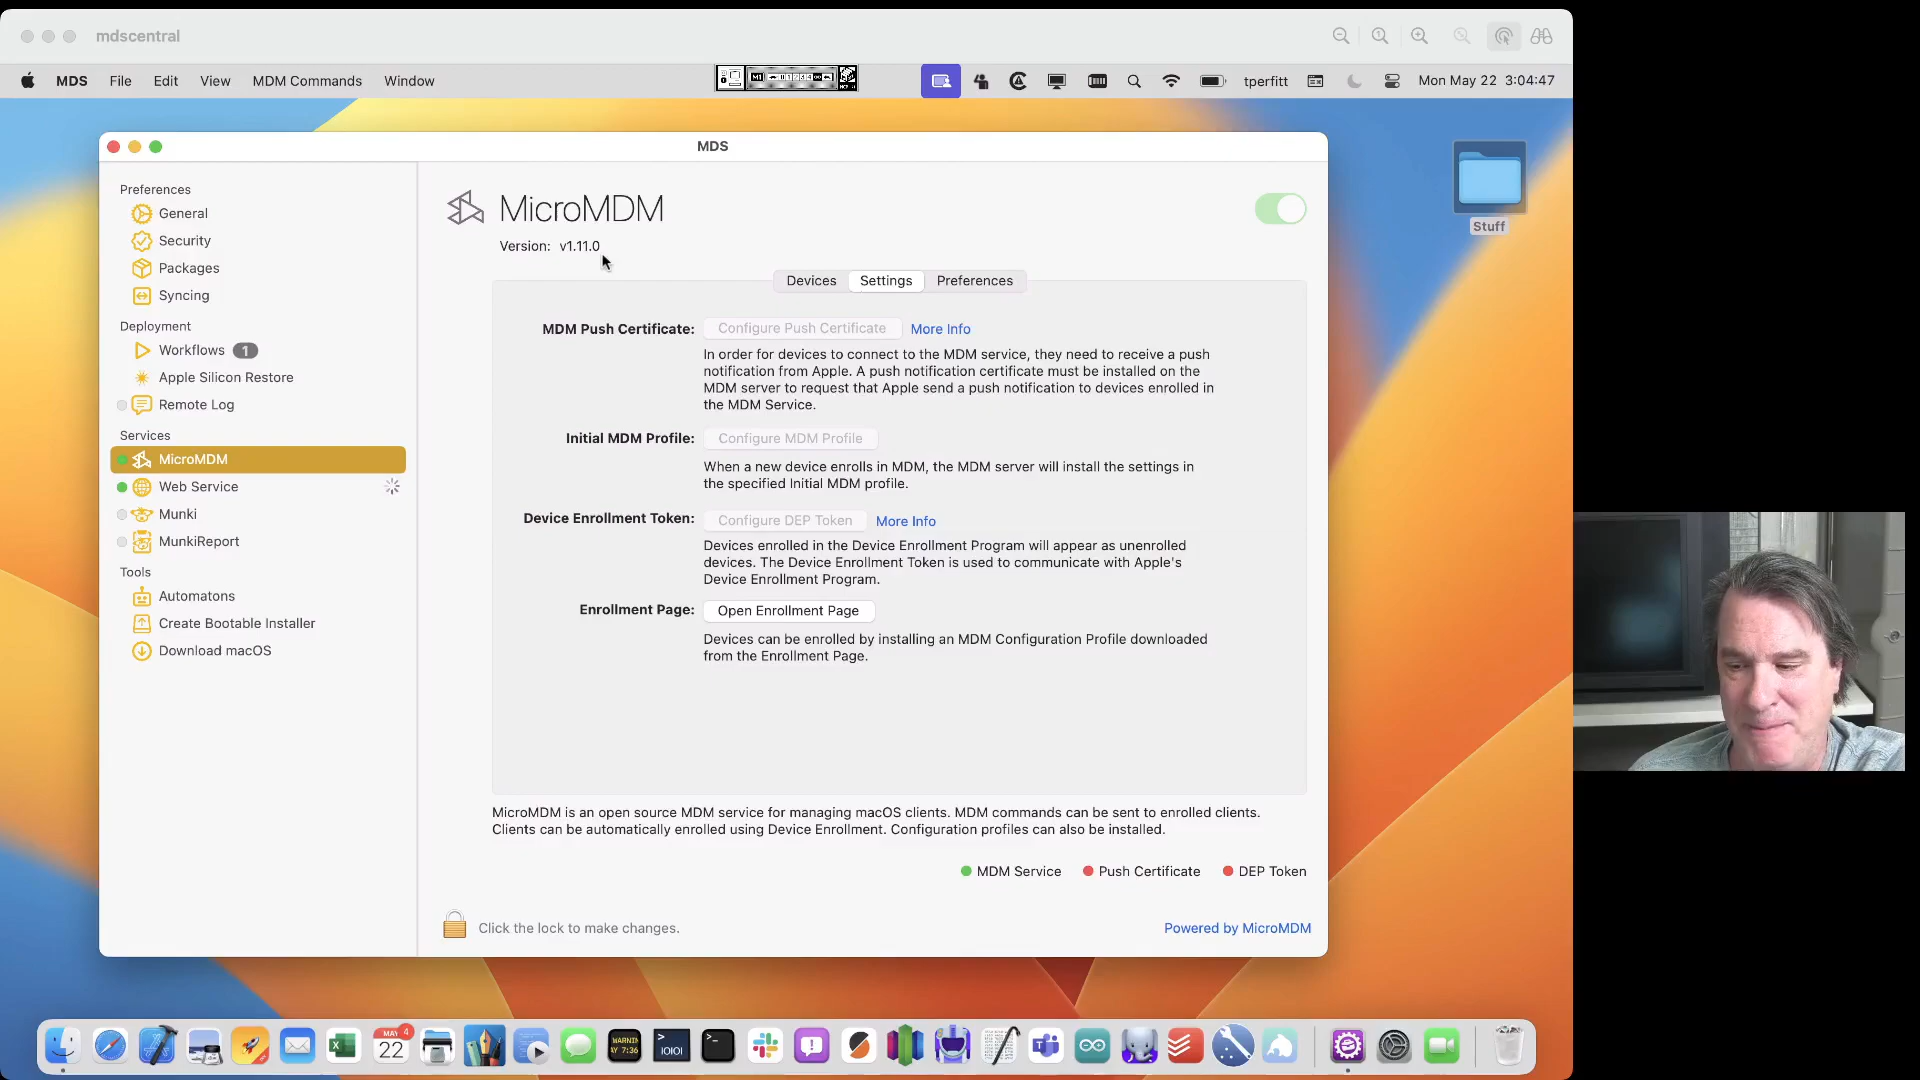 mdscentral
MDS File Edit View MDM Commands Window
tperfitt Mon May 22 3:04:47
MDS
Stuff
Preferences
General
Security
Packages
Syncing
Deployment
Workflows 1
Apple Silicon Restore
Remote Log
Services
MicroMDM
Web Service
Munki
MunkiReport
Tools
Automatons
Create Bootable Installer
Download macOS
MicroMDM
Version: v1.11.0
Devices Settings Preferences
MDM Push Certificate: Configure Push Certificate More Info
In order for devices to connect to the MDM service, they need to receive a push
notification from Apple. A push notification certificate must be installed on the
MDM server to request that Apple send a push notification to devices enrolled in
the MDM Service.
Initial MDM Profile: Configure MDM Profile
When a new device enrolls in MDM, the MDM server will install the settings in
the specified Initial MDM profile.
Device Enrollment Token: Configure DEP Token More Info
Devices enrolled in the Device Enrollment Program will appear as unenrolled
devices. The Device Enrollment Token is used to communicate with Apple's
Device Enrollment Program.
Enrollment Page: Open Enrollment Page
Devices can be enrolled by installing an MDM Configuration Profile downloaded
from the Enrollment Page.
MicroMDM is an open source MDM service for managing macOS clients. MDM commands can be sent to enrolled clients.
Clients can be automatically enrolled using Device Enrollment. Configuration profiles can also be installed.
MDM Service Push Certificate DEP Token
Click the lock to make changes.
Powered by MicroMDM
MAY 4
22